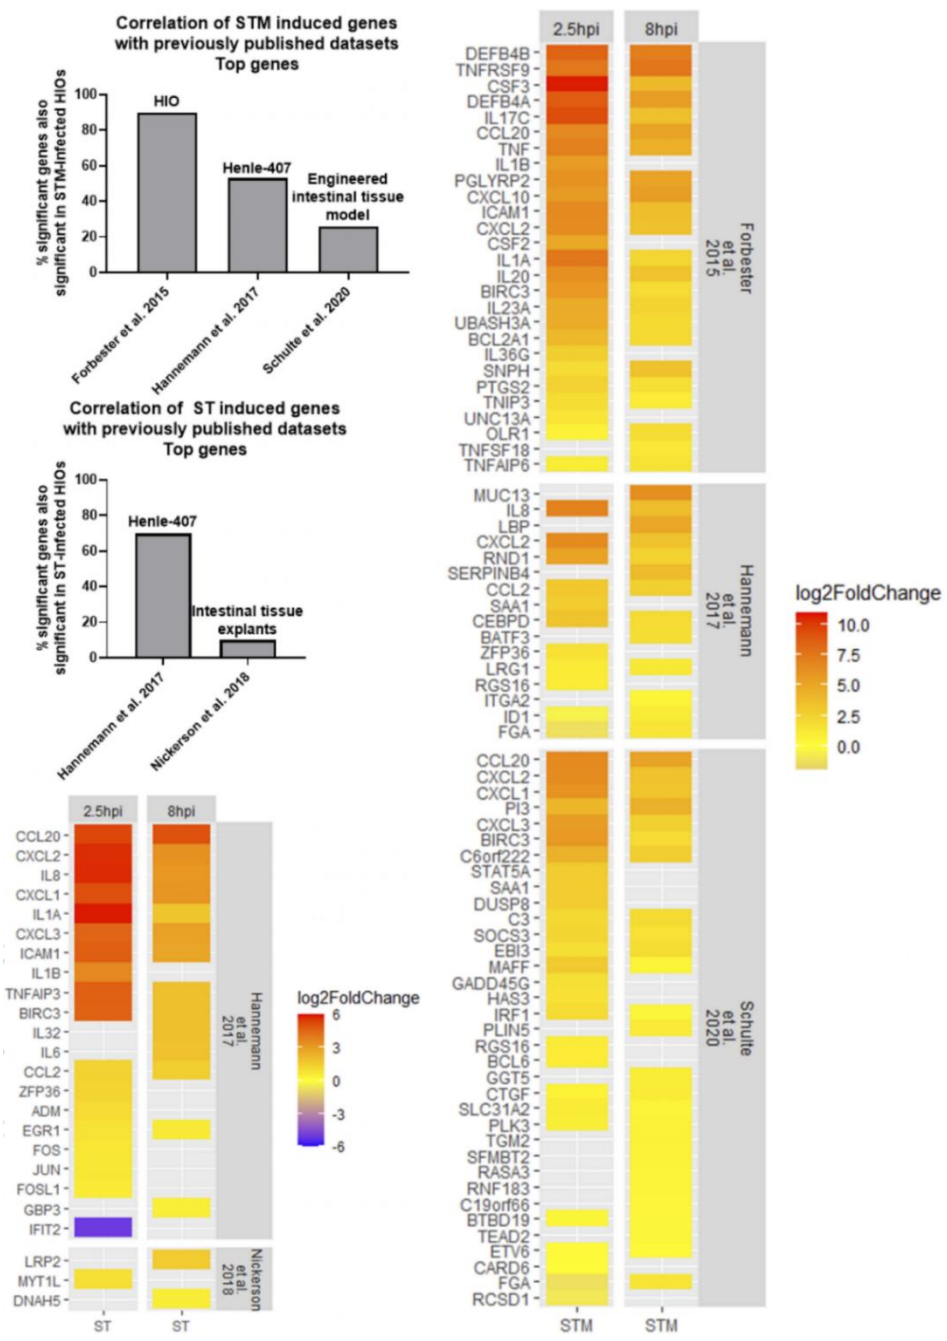 Correlation of STM induced genes
with previously published datasets
Top genes
% significant genes also
significant in STM-Infected HIOs
100
80
60
40
20
0
HIO
Henle-407
Engineered
intestinal tissue
model
Forbester et al. 2015
Hannemann et al. 2017
Schulte et al. 2020
Correlation of ST induced genes
with previously published datasets
Top genes
% significant genes also
significant in ST-Infected HIOs
100
80
60
40
20
0
Henle-407
Intestinal tissue
explants
Hannemann et al. 2017
Nickerson et al. 2018
2.5hpi
8hpi
CCL20
CXCL2
IL8
CXCL1
IL1A
CXCL3
ICAM1
IL1B
TNFAIP3
BIRC3
IL32
IL6
CCL2
ZFP36
ADM
EGR1
FOS
JUN
FOSL1
GBP3
IFIT2
Hannemann
et al.
2017
LRP2
MYT1L
DNAH5
Nickerson
et al.
2018
ST
ST
log2FoldChange
6
3
0
-3
-6
2.5hpi
8hpi
DEFB4B
TNFRSF9
CSF3
DEFB4A
IL17C
CCL20
TNF
IL1B
PGLYRP2
CXCL10
ICAM1
CXCL2
CSF2
IL1A
IL20
BIRC3
IL23A
UBASH3A
BCL2A1
IL36G
SNPH
PTGS2
TNIP3
UNC13A
OLR1
TNFSF18
TNFAIP6
Forbester
et al.
2015
MUC13
IL8
LBP
CXCL2
RND1
SERPINB4
CCL2
SAA1
CEBPD
BATF3
ZFP36
LRG1
RGS16
ITGA2
ID1
FGA
Hannemann
et al.
2017
CCL20
CXCL2
CXCL1
PI3
CXCL3
BIRC3
C6orf222
STAT5A
SAA1
DUSP8
C3
SOCS3
EBI3
MAFF
GADD45G
HAS3
IRF1
PLIN5
RGS16
BCL6
GGT5
CTGF
SLC31A2
PLK3
TGM2
SFMBT2
RASA3
RNF183
C19orf66
BTBD19
TEAD2
ETV6
CARD6
FGA
RCSD1
Schulte
et al.
2020
STM
STM
log2FoldChange
10.0
7.5
5.0
2.5
0.0